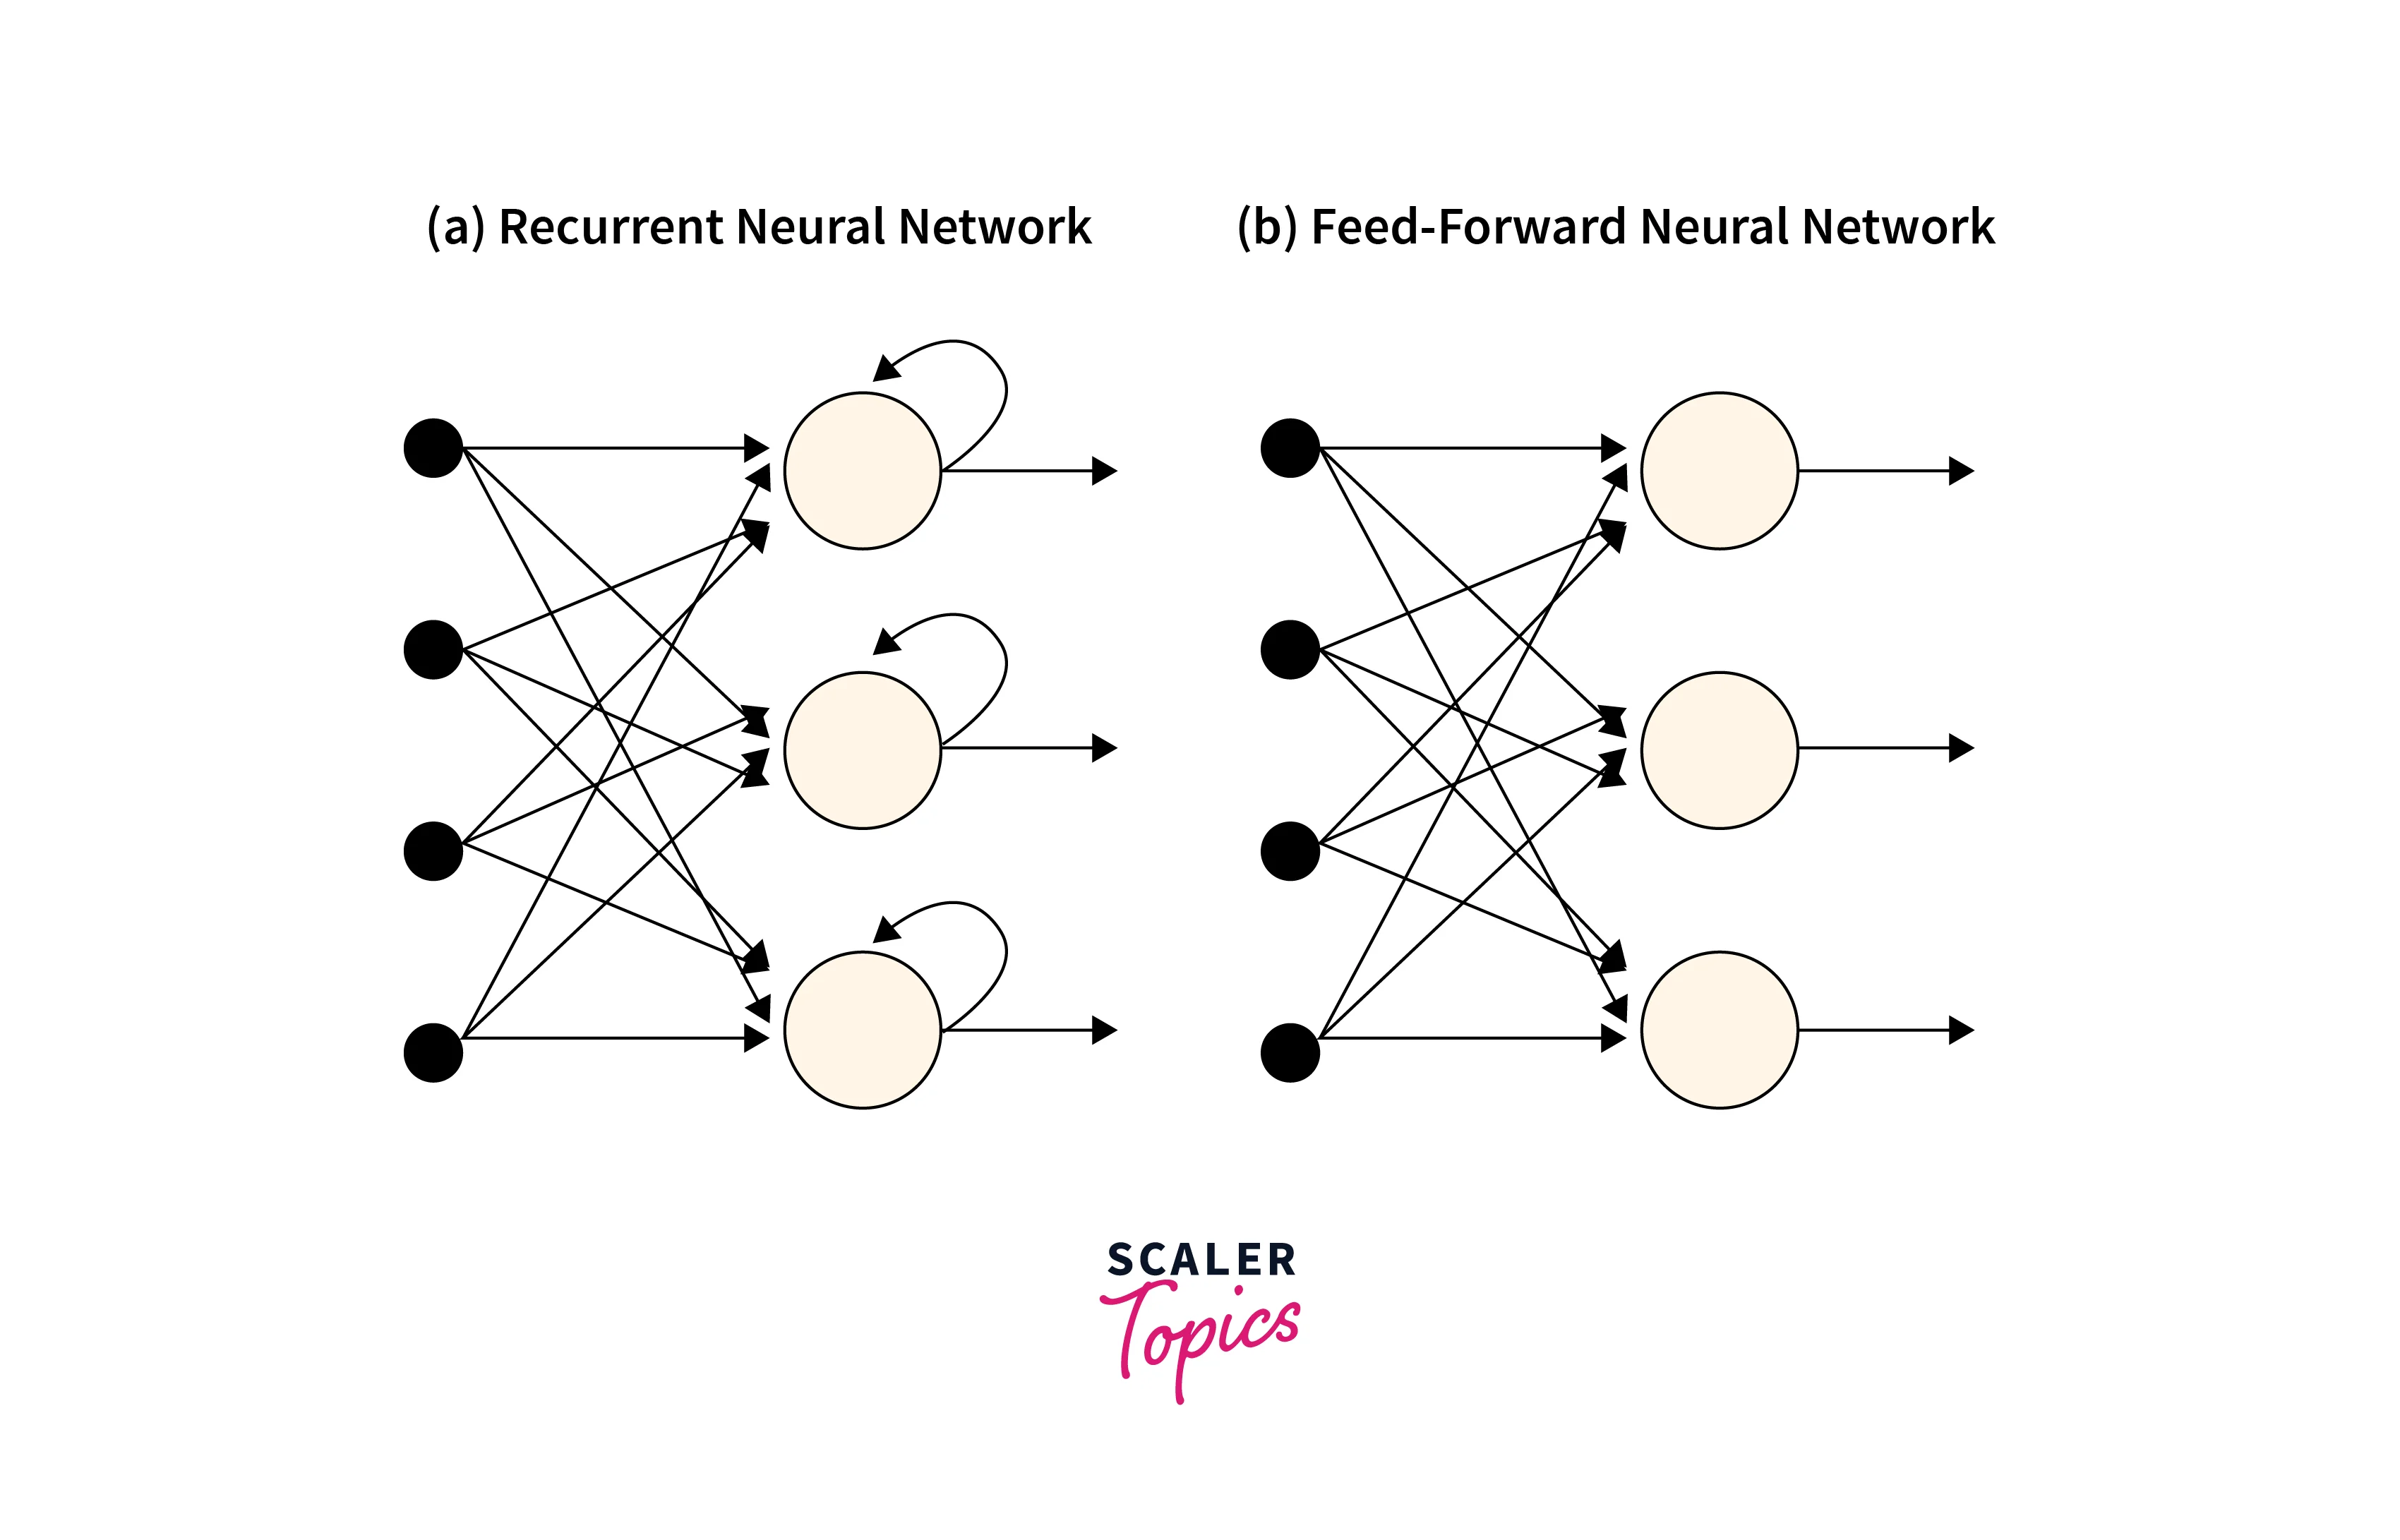 (a) Recurrent Neural Network
(b) Feed-Forward Neural Network
SCALER
Topics